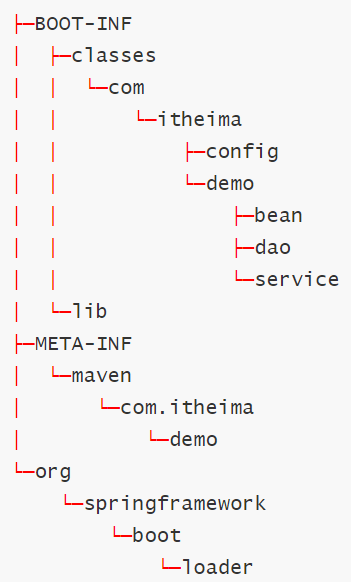 ├─BOOT-INF
│  ├─classes
│  │  └─com
│  │      └─itheima
│  │          ├─config
│  │          └─demo
│  │              ├─bean
│  │              ├─dao
│  │              └─service
│  └─lib
├─META-INF
│  └─maven
│      └─com.itheima
│          └─demo
└─org
    └─springframework
        └─boot
            └─loader